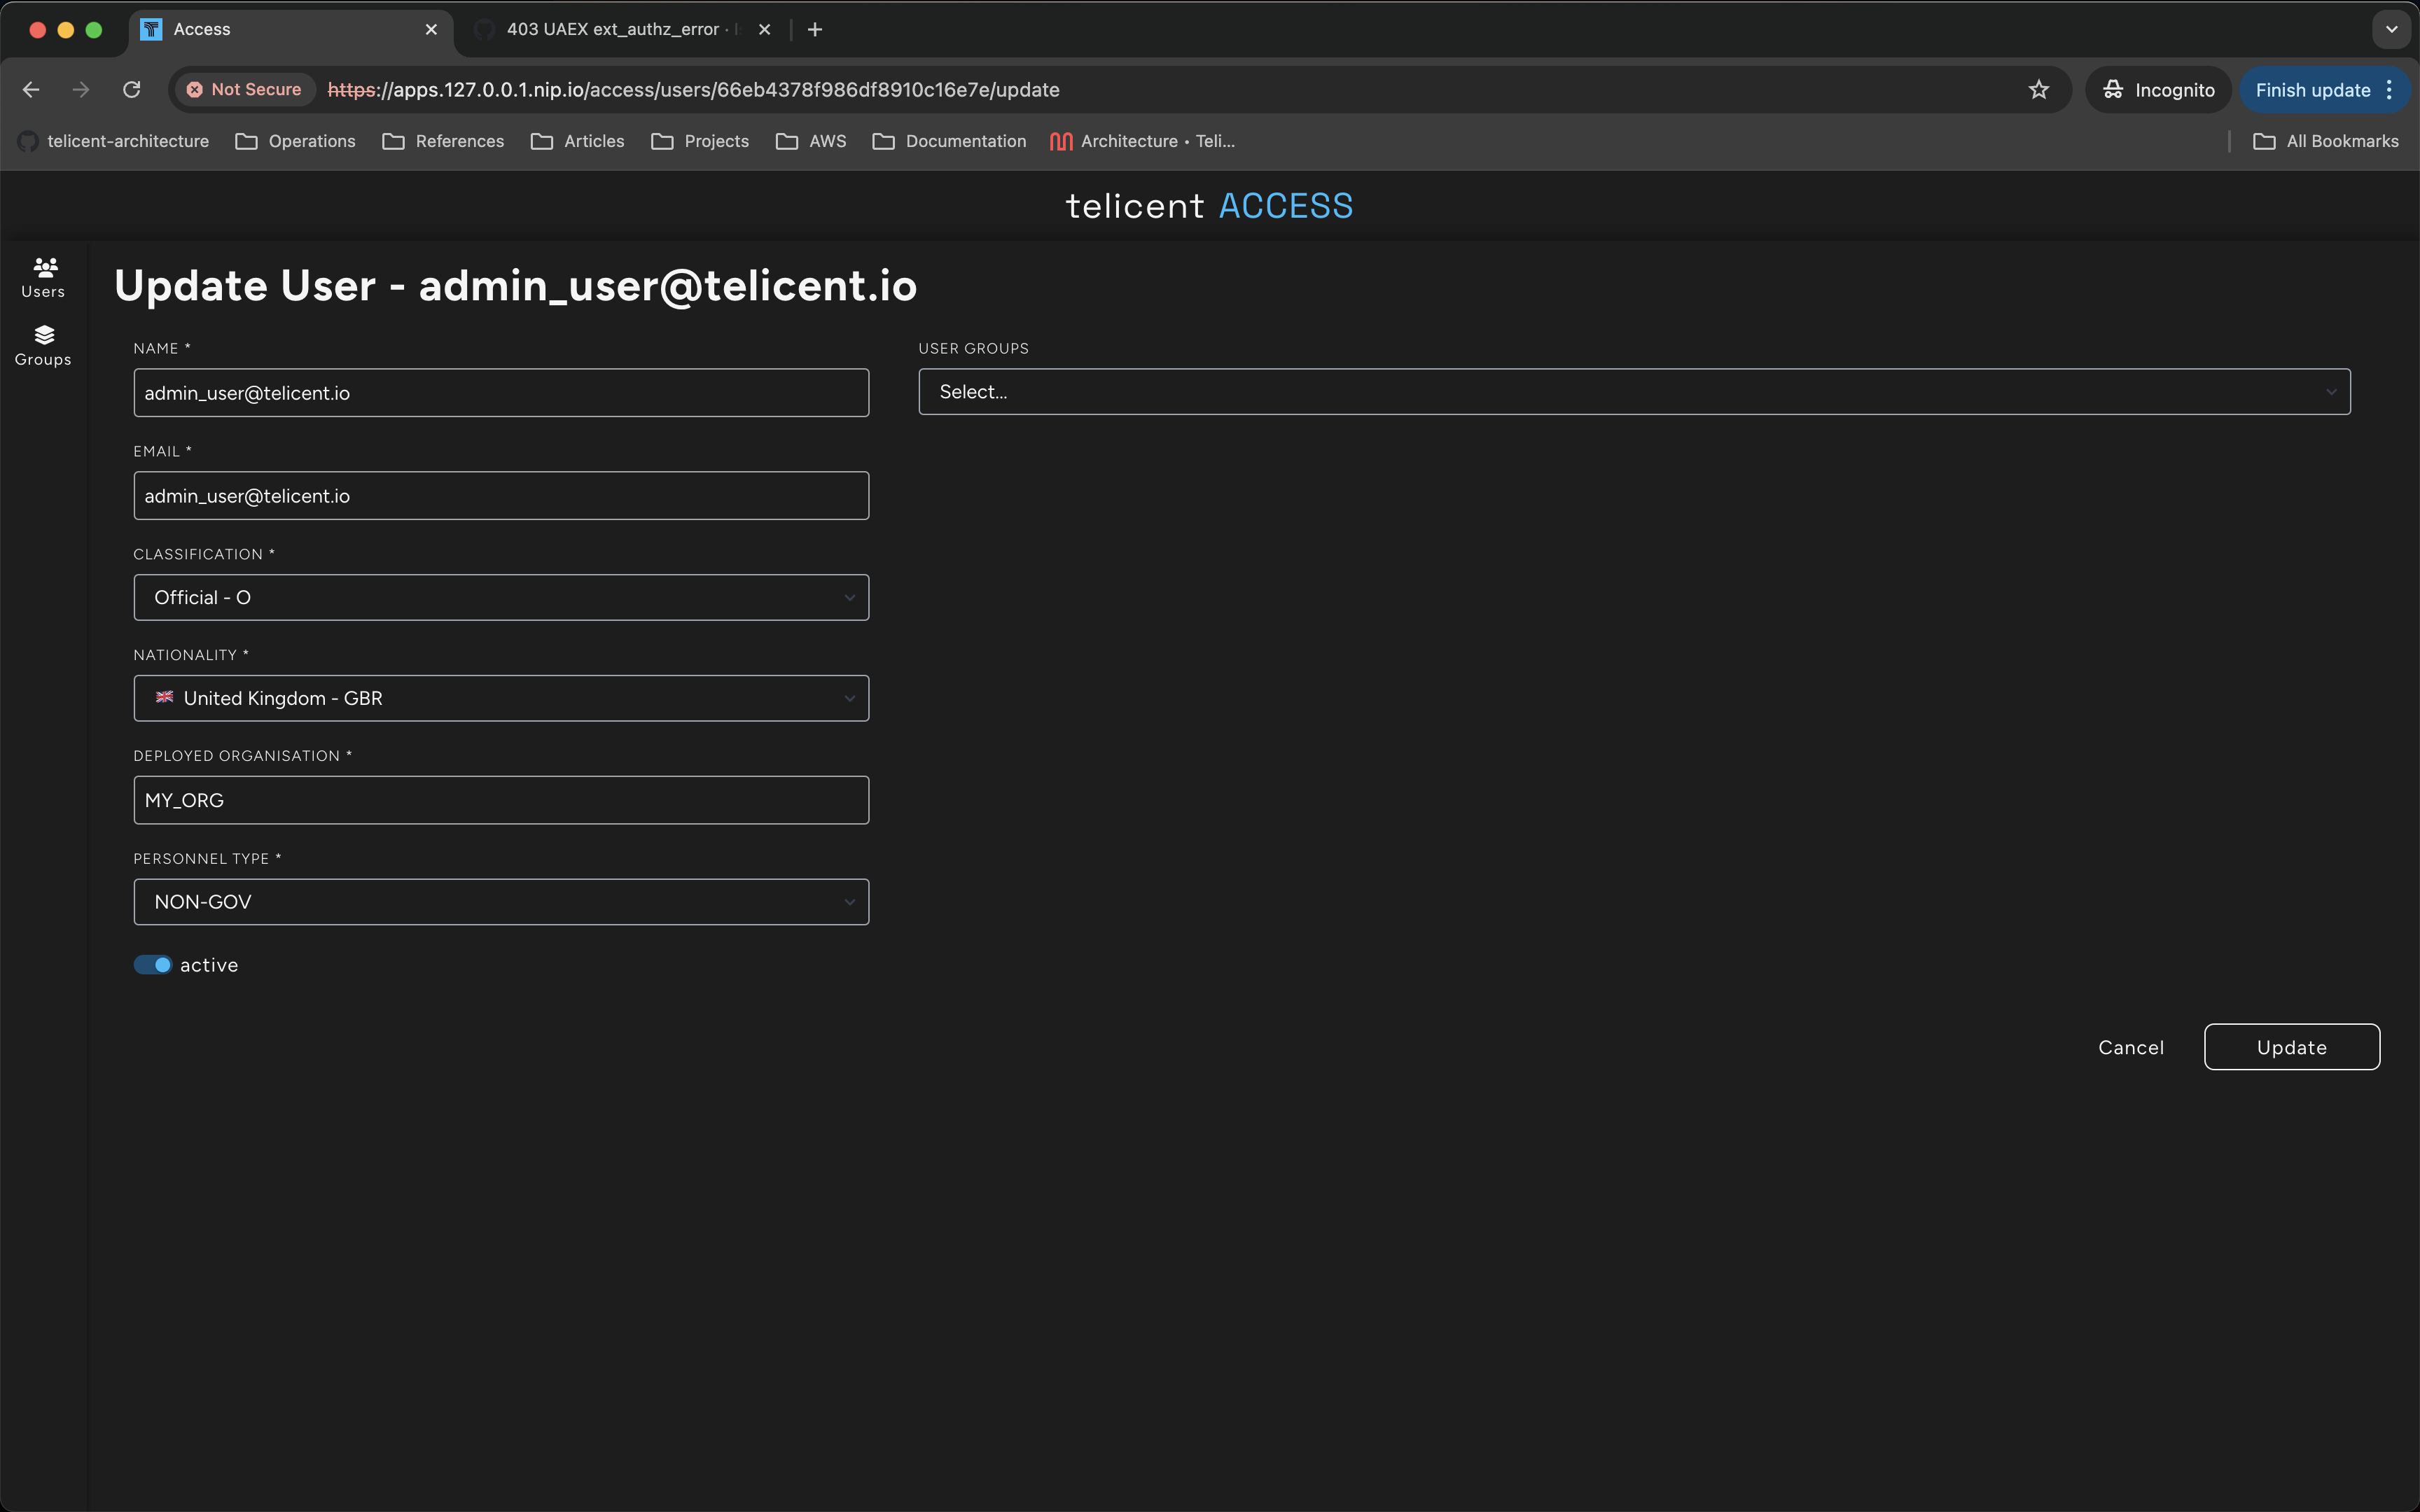 Access
403 UAEX ext_authz_error ·
Not Secure
https://apps.127.0.0.1.nip.io/access/users/66eb4378f986df8910c16e7e/update
Incognito
Finish update
telicent-architecture
Operations
References
Articles
Projects
AWS
Documentation
Architecture • Teli...
All Bookmarks
telicent ACCESS
Users
Groups
Update User - admin_user@telicent.io
NAME *
admin_user@telicent.io
EMAIL *
admin_user@telicent.io
CLASSIFICATION *
Official - O
NATIONALITY *
United Kingdom - GBR
DEPLOYED ORGANISATION *
MY_ORG
PERSONNEL TYPE *
NON-GOV
active
USER GROUPS
Select...
Cancel
Update